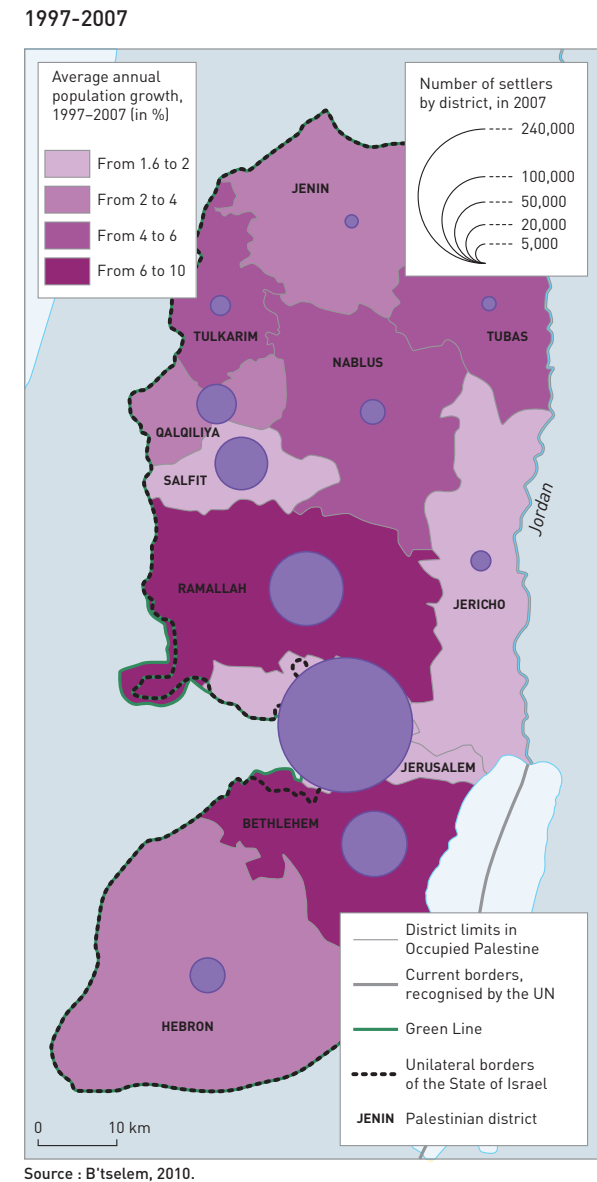 1997-2007
Average annual
population growth,
1997–2007 (in %)
From 1.6 to 2
From 2 to 4
From 4 to 6
From 6 to 10
Number of settlers
by district, in 2007
240,000
100,000
50,000
20,000
5,000
JENIN
TULKARIM
TUBAS
NABLUS
QALQILIYA
SALFIT
Jordan
RAMALLAH
JERICHO
JERUSALEM
BETHLEHEM
HEBRON
District limits in
Occupied Palestine
Current borders,
recognised by the UN
Green Line
Unilateral borders
of the State of Israel
JENIN Palestinian district
0 10 km
Source : B'tselem, 2010.